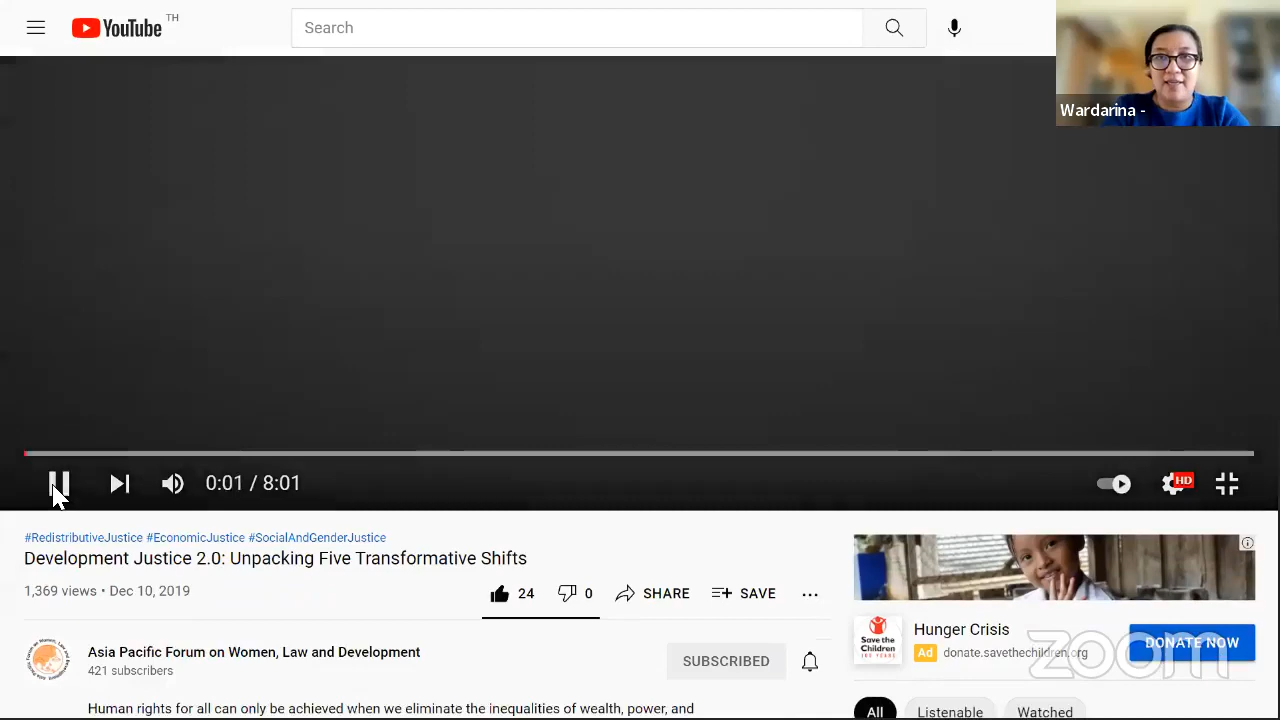 YouTube TH
Search
Wardarina -
0:01 / 8:01
HD
#RedistributiveJustice #EconomicJustice #SocialAndGenderJustice
Development Justice 2.0: Unpacking Five Transformative Shifts
1,369 views • Dec 10, 2019
24
0
SHARE
SAVE
Asia Pacific Forum on Women, Law and Development
421 subscribers
SUBSCRIBED
Human rights for all can only be achieved when we eliminate the inequalities of wealth, power, and
Save the
Children
Hunger Crisis
Ad donate.savethechildren.org
DONATE NOW
zoom
All Listenable Watched